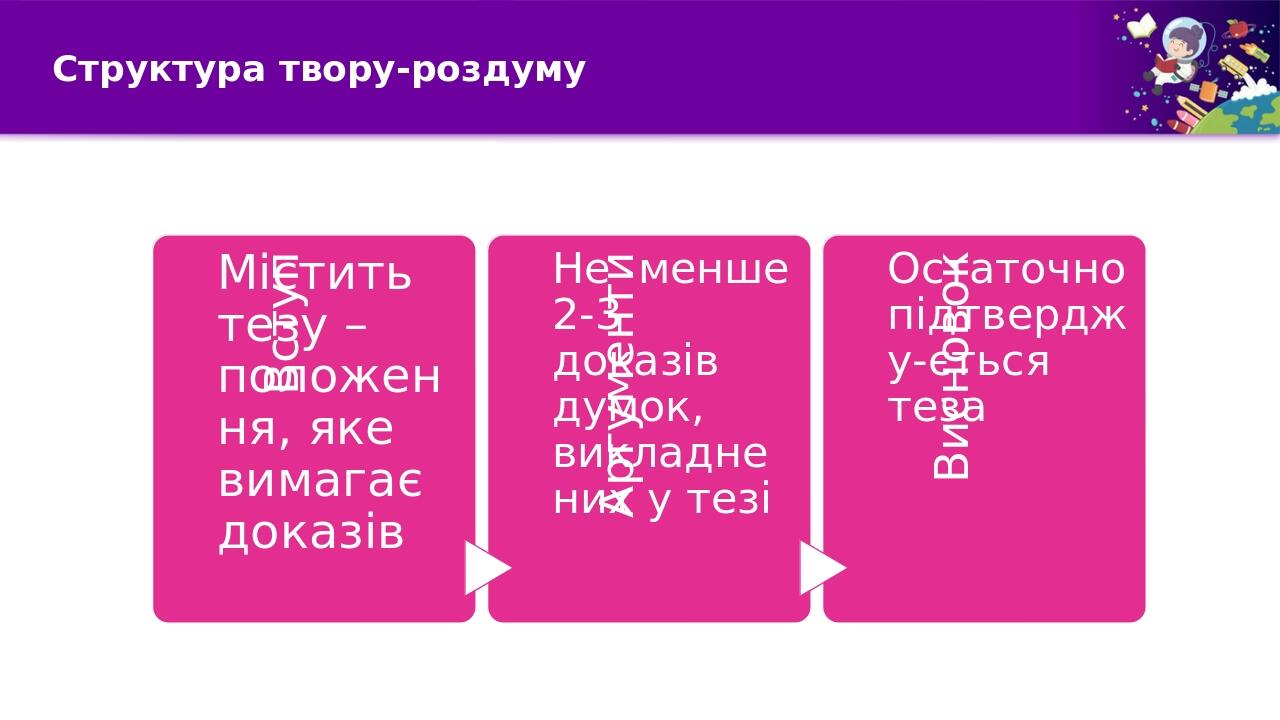 Структура твору-роздуму
Вступ
Містить
тезу –
положен
ня, яке
вимагає
доказів
Аргументи
Не менше
2-3
доказів
думок,
викладне
них у тезі
Висновок
Остаточно
підтвердж
у-ється
теза